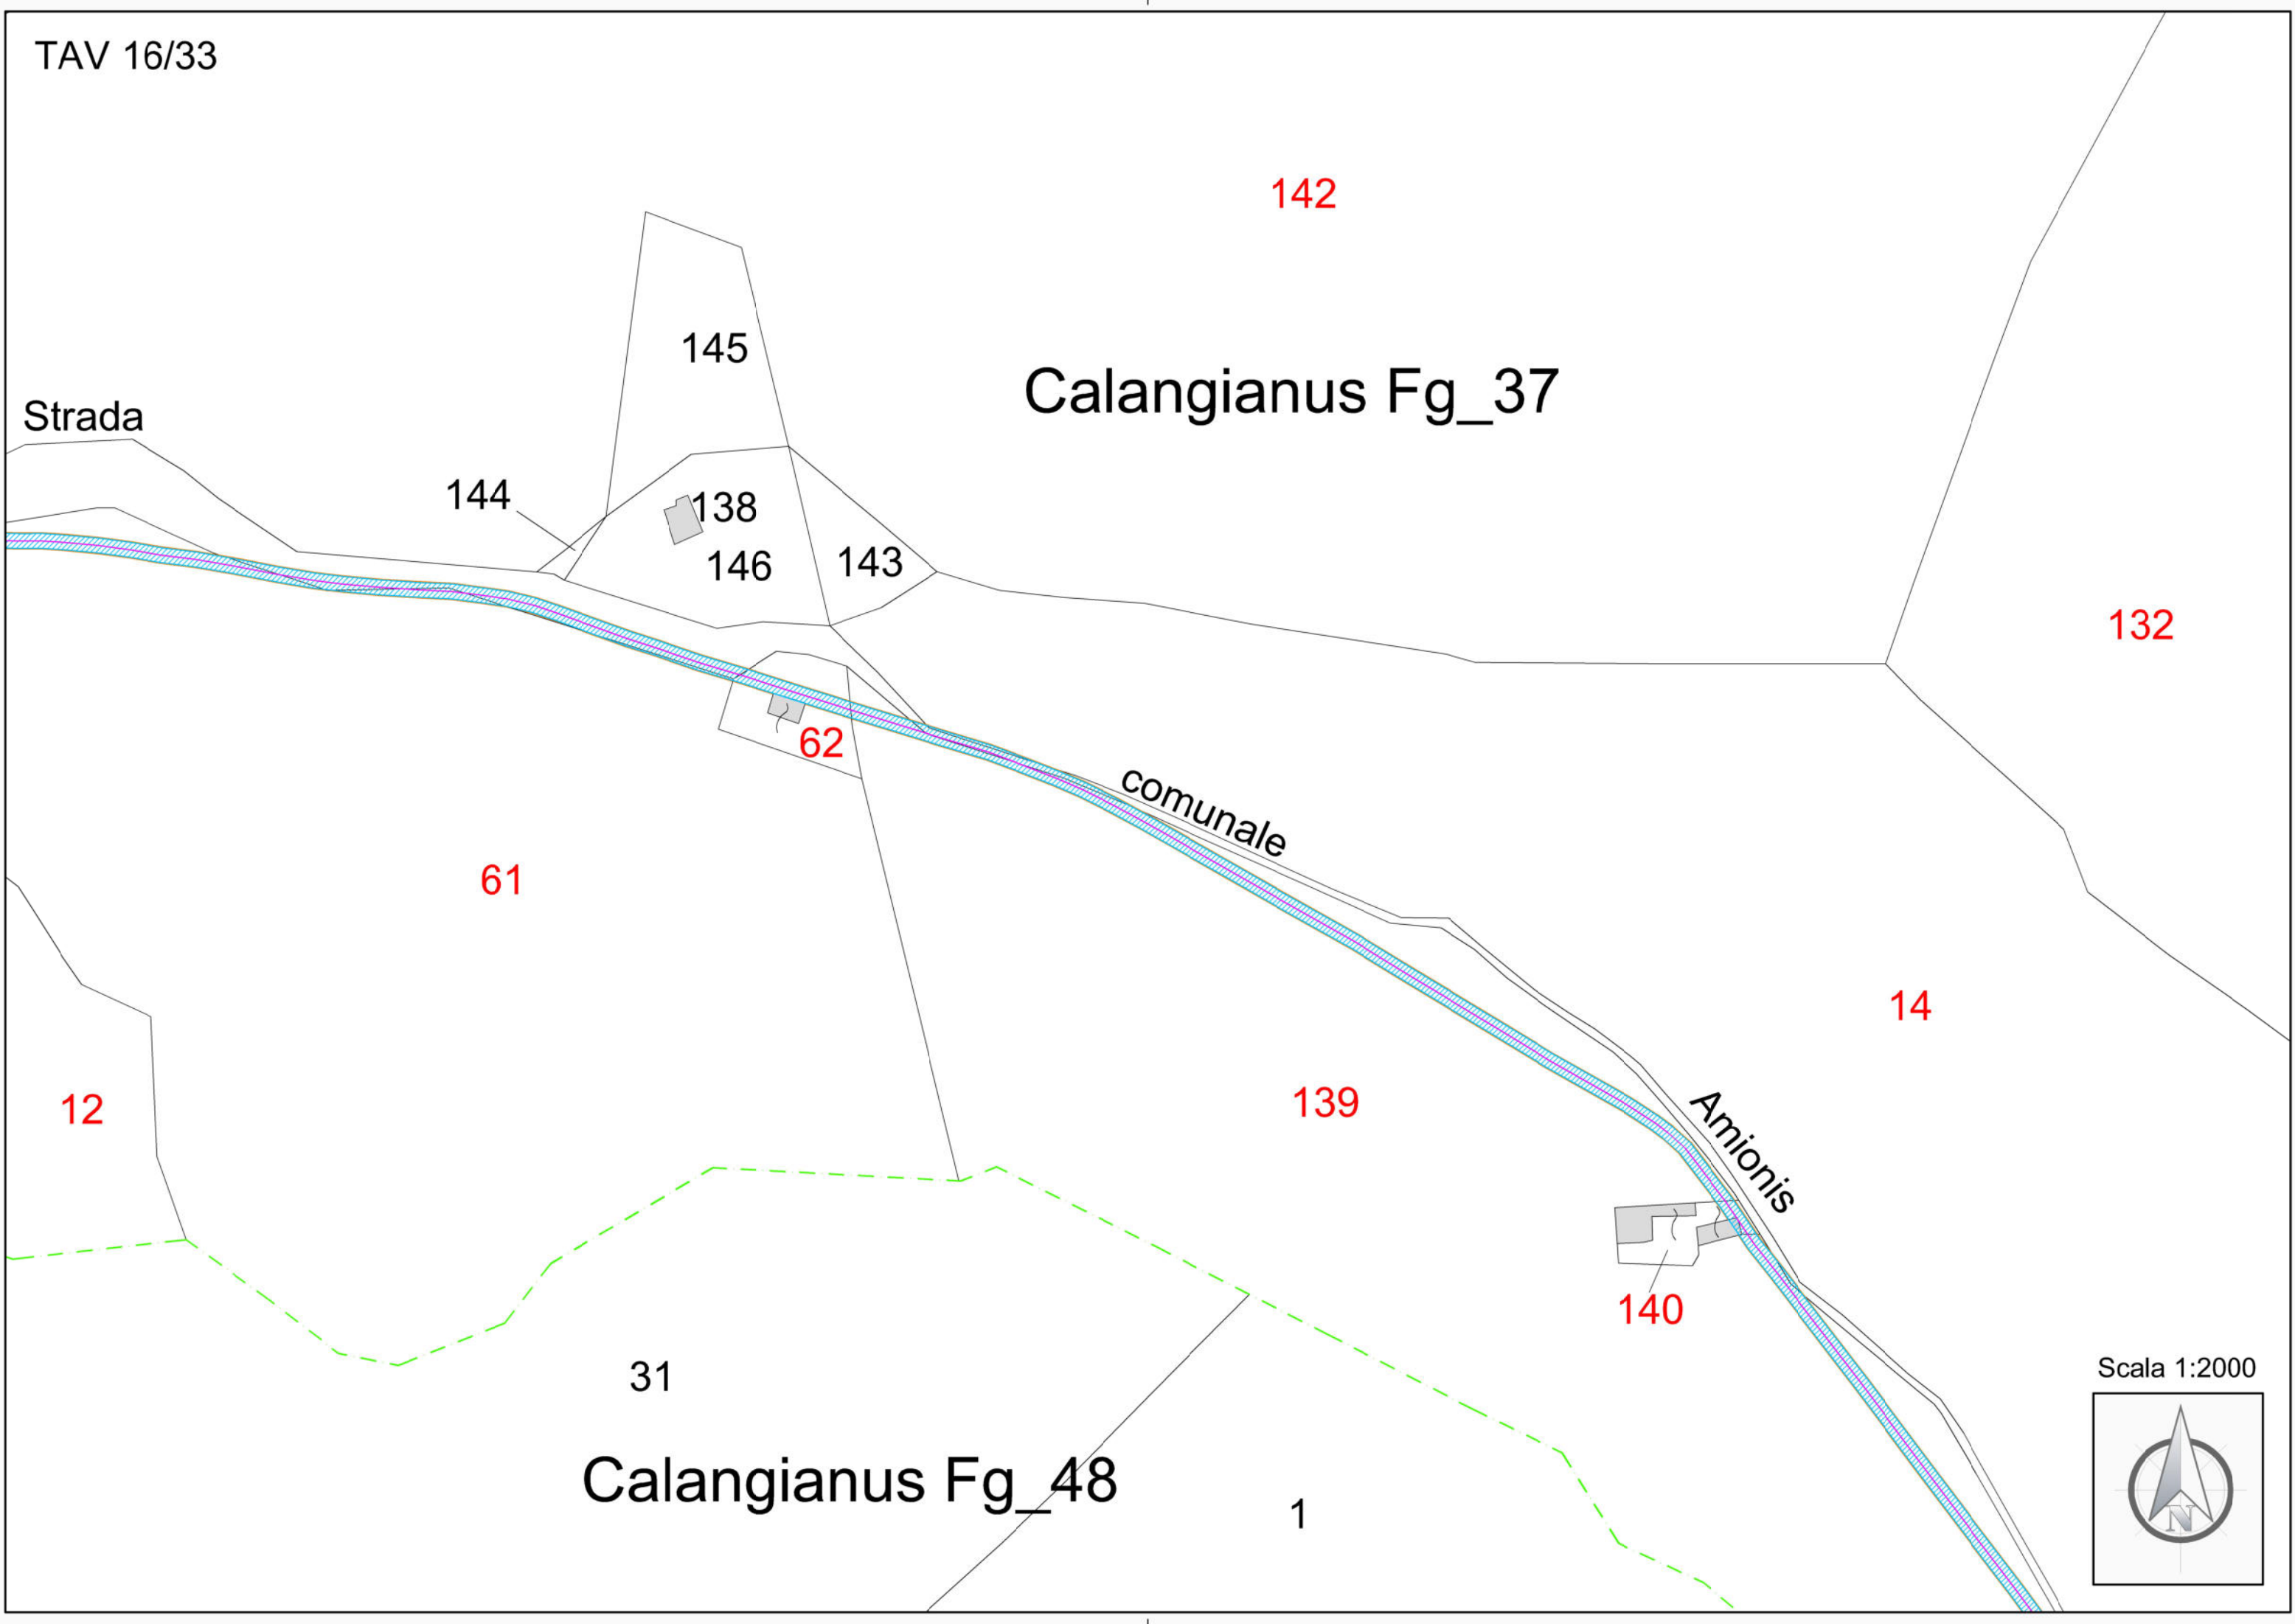 TAV 16/33
142
145
Calangianus Fg_37
Strada
144
138
146
143
132
62
comunale
61
14
139
12
Amionis
140
Scala 1:2000
31
Calangianus Fg_48
1
N